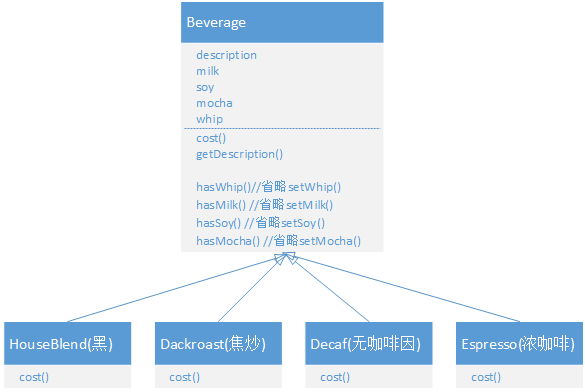 Beverage
description
milk
soy
mocha
whip
cost()
getDescription()
hasWhip()//省略setWhip()
hasMilk() //省略setMilk()
hasSoy() //省略setSoy()
hasMocha() //省略setMocha()
HouseBlend(黑)
Dackroast(焦炒)
Decaf(无咖啡因)
Espresso(浓咖啡)
cost()
cost()
cost()
cost()